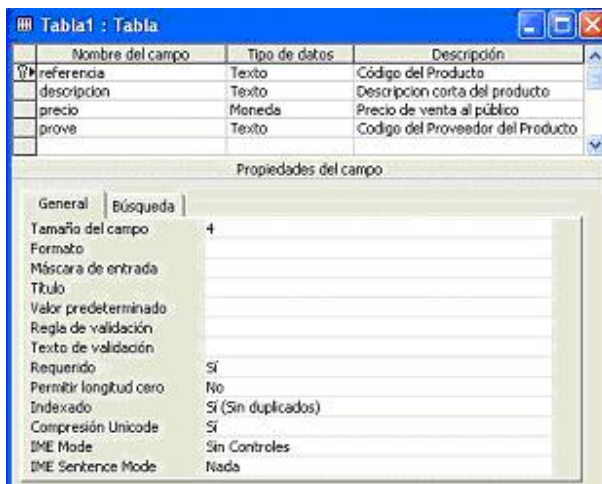 Tabla1 : Tabla
Nombre del campo Tipo de datos Descripción
referencia Texto Código del Producto
descripcion Texto Descripcion corta del producto
precio Moneda Precio de venta al público
prove Texto Codigo del Proveedor del Producto
Propiedades del campo
General Búsqueda
Tamaño del campo 4
Formato
Máscara de entrada
Título
Valor predeterminado
Regla de validación
Texto de validación
Requerido Sí
Permitir longitud cero No
Indexado Sí (Sin duplicados)
Compresión Unicode Sí
IME Mode Sin Controles
IME Sentence Mode Nada